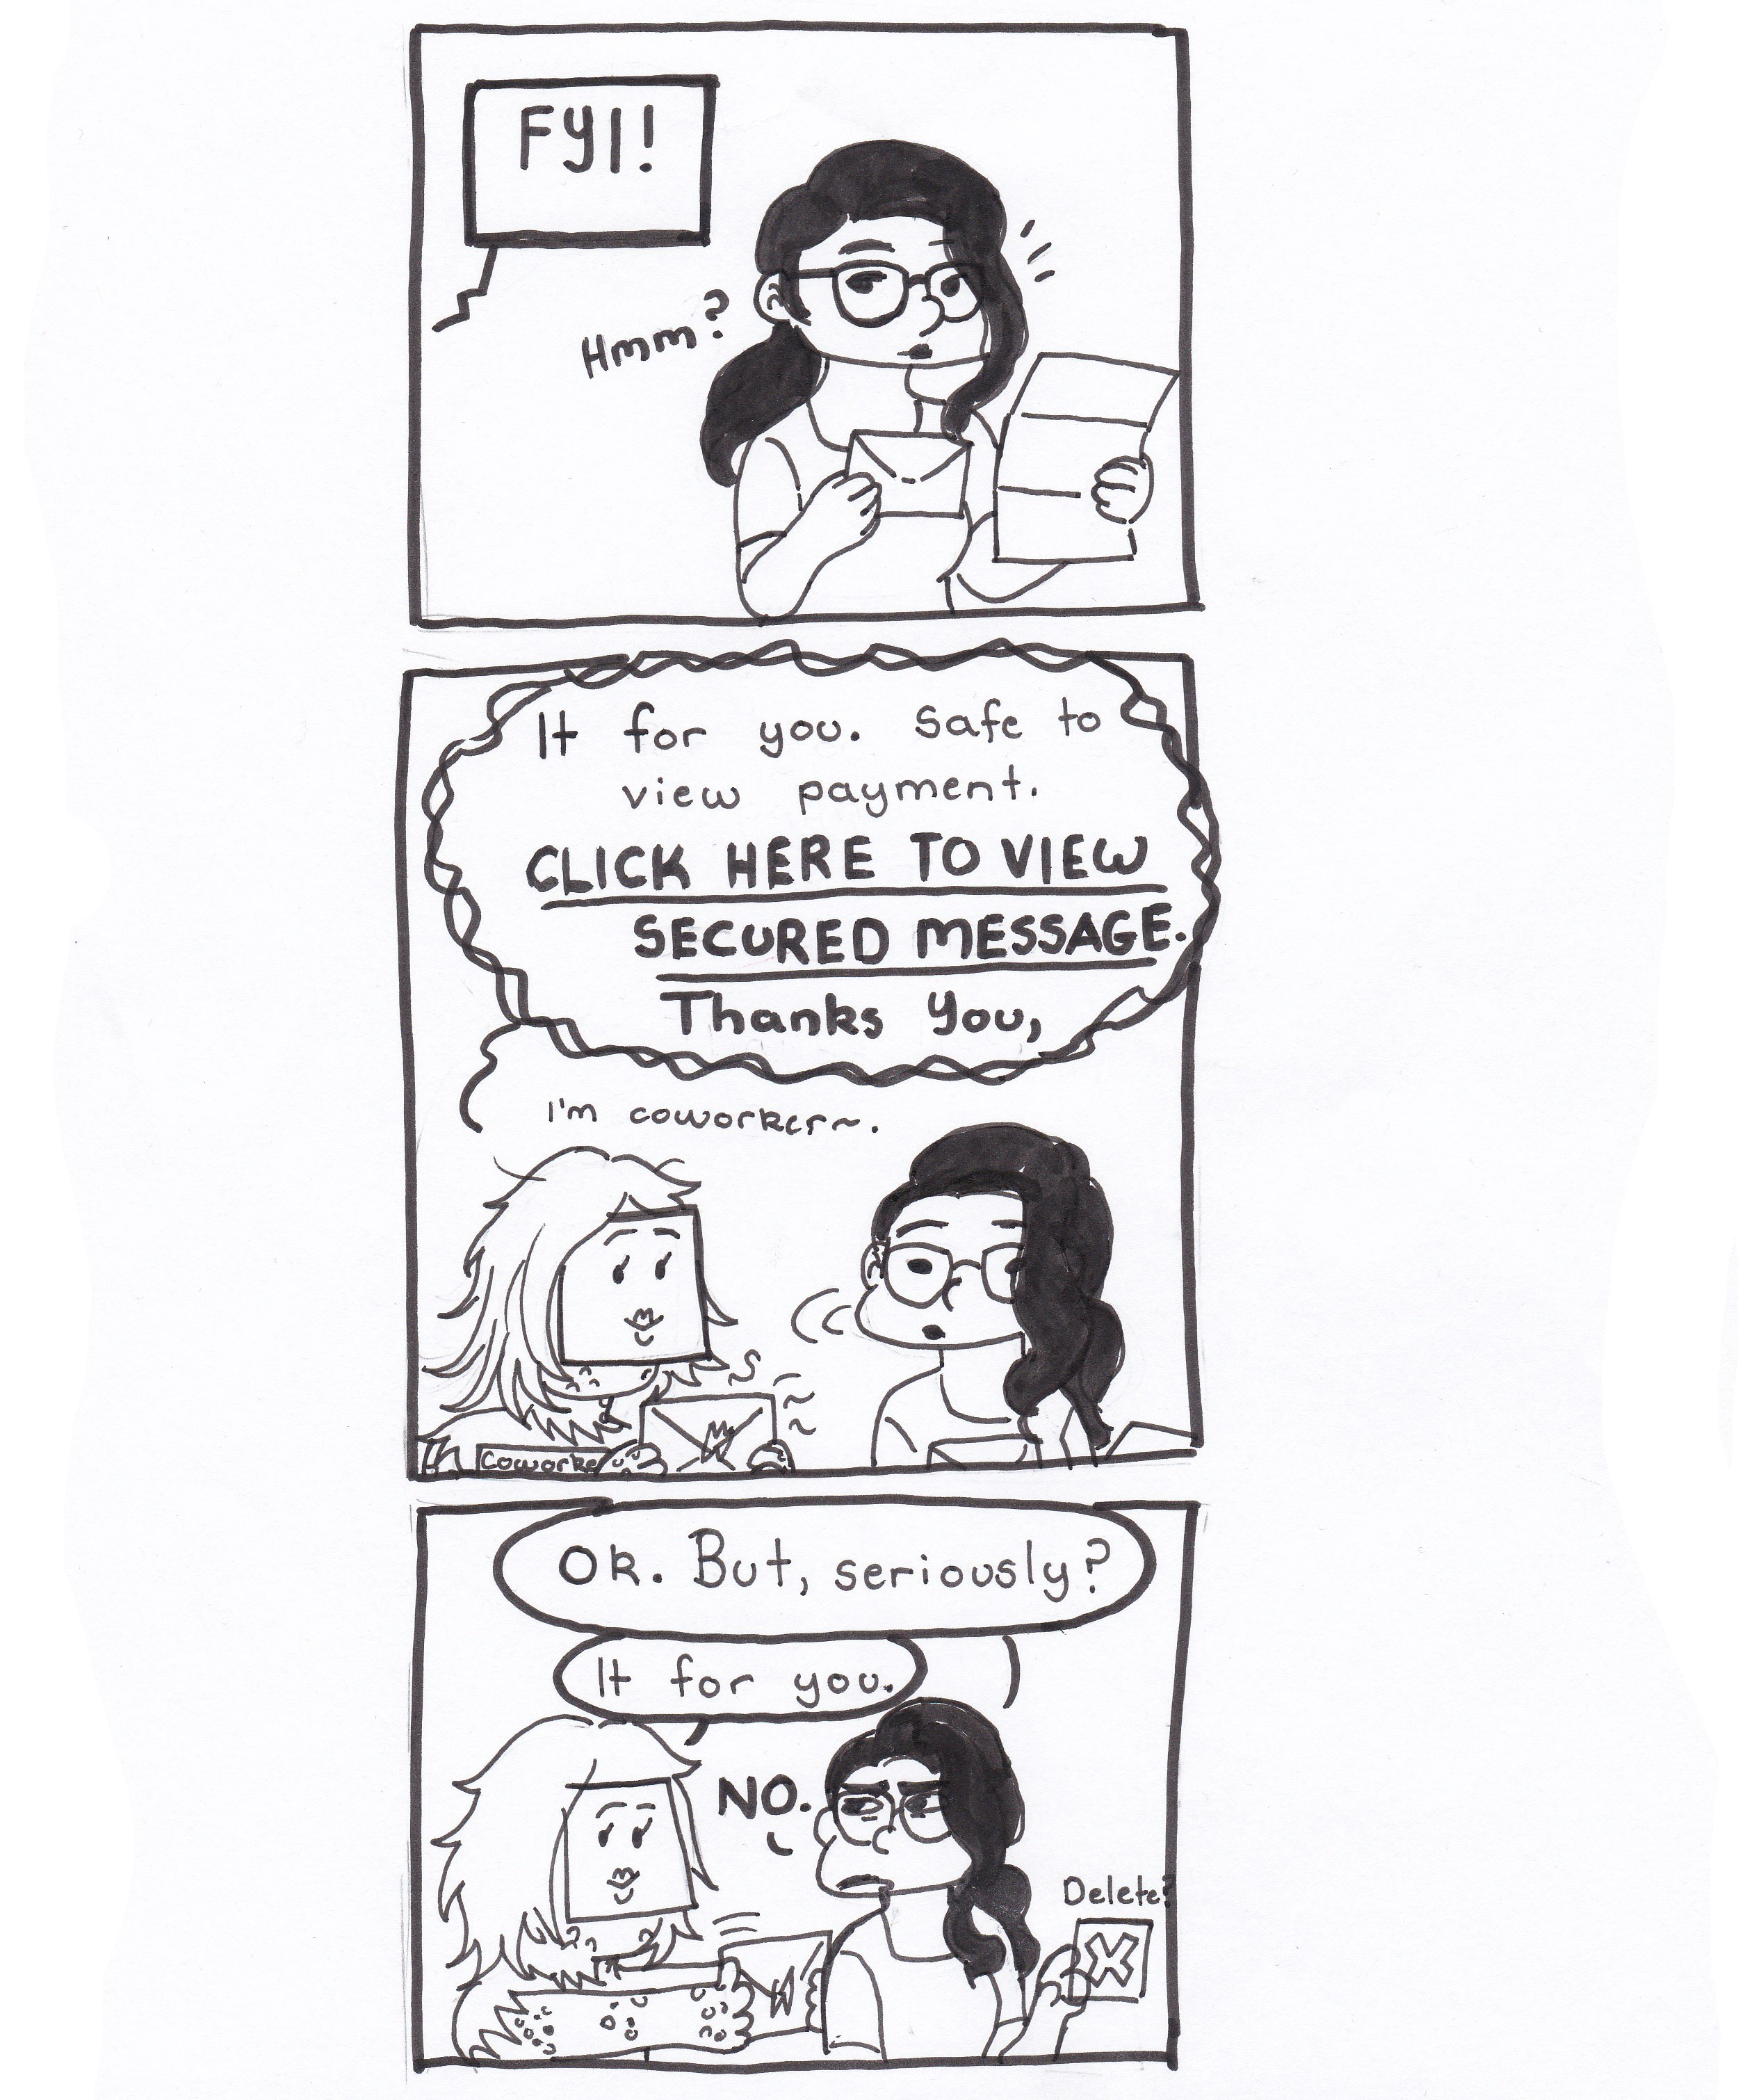 FYI!
Hmm?
It for you. Safe to
view payment.
CLICK HERE TO VIEW
SECURED MESSAGE.
Thanks You,
I'm coworker~.
Coworke
Ok. But, seriously?
It for you.
NO.
Delete?
X